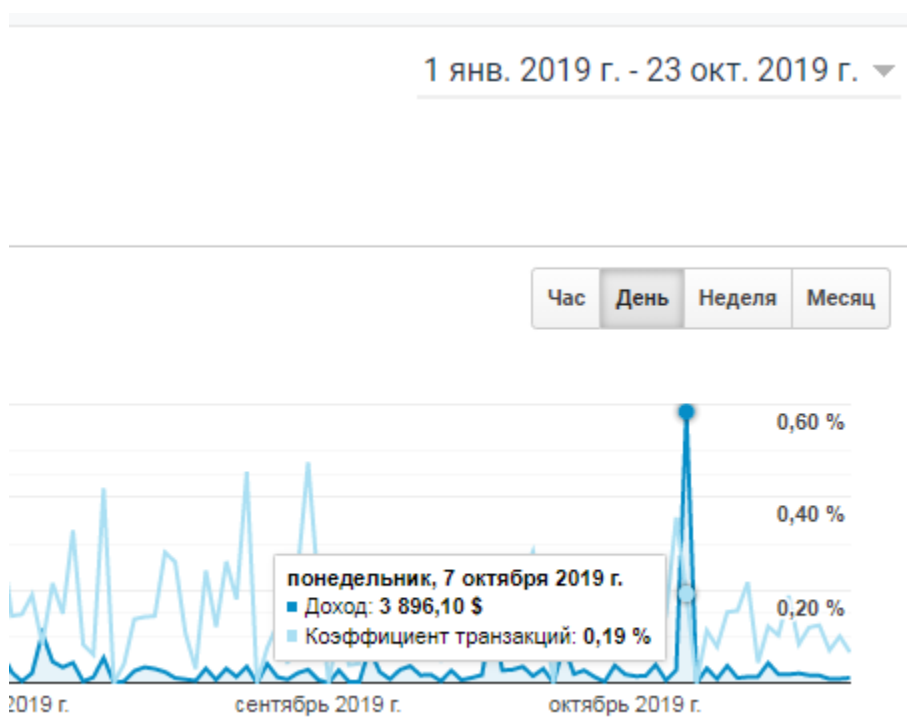 1 янв. 2019 г. - 23 окт. 2019 г.
Час День Неделя Месяц
0,60 %
0,40 %
0,20 %
понедельник, 7 октября 2019 г.
Доход: 3 896,10 $
Коэффициент транзакций: 0,19 %
2019 г. сентябрь 2019 г. октябрь 2019 г.